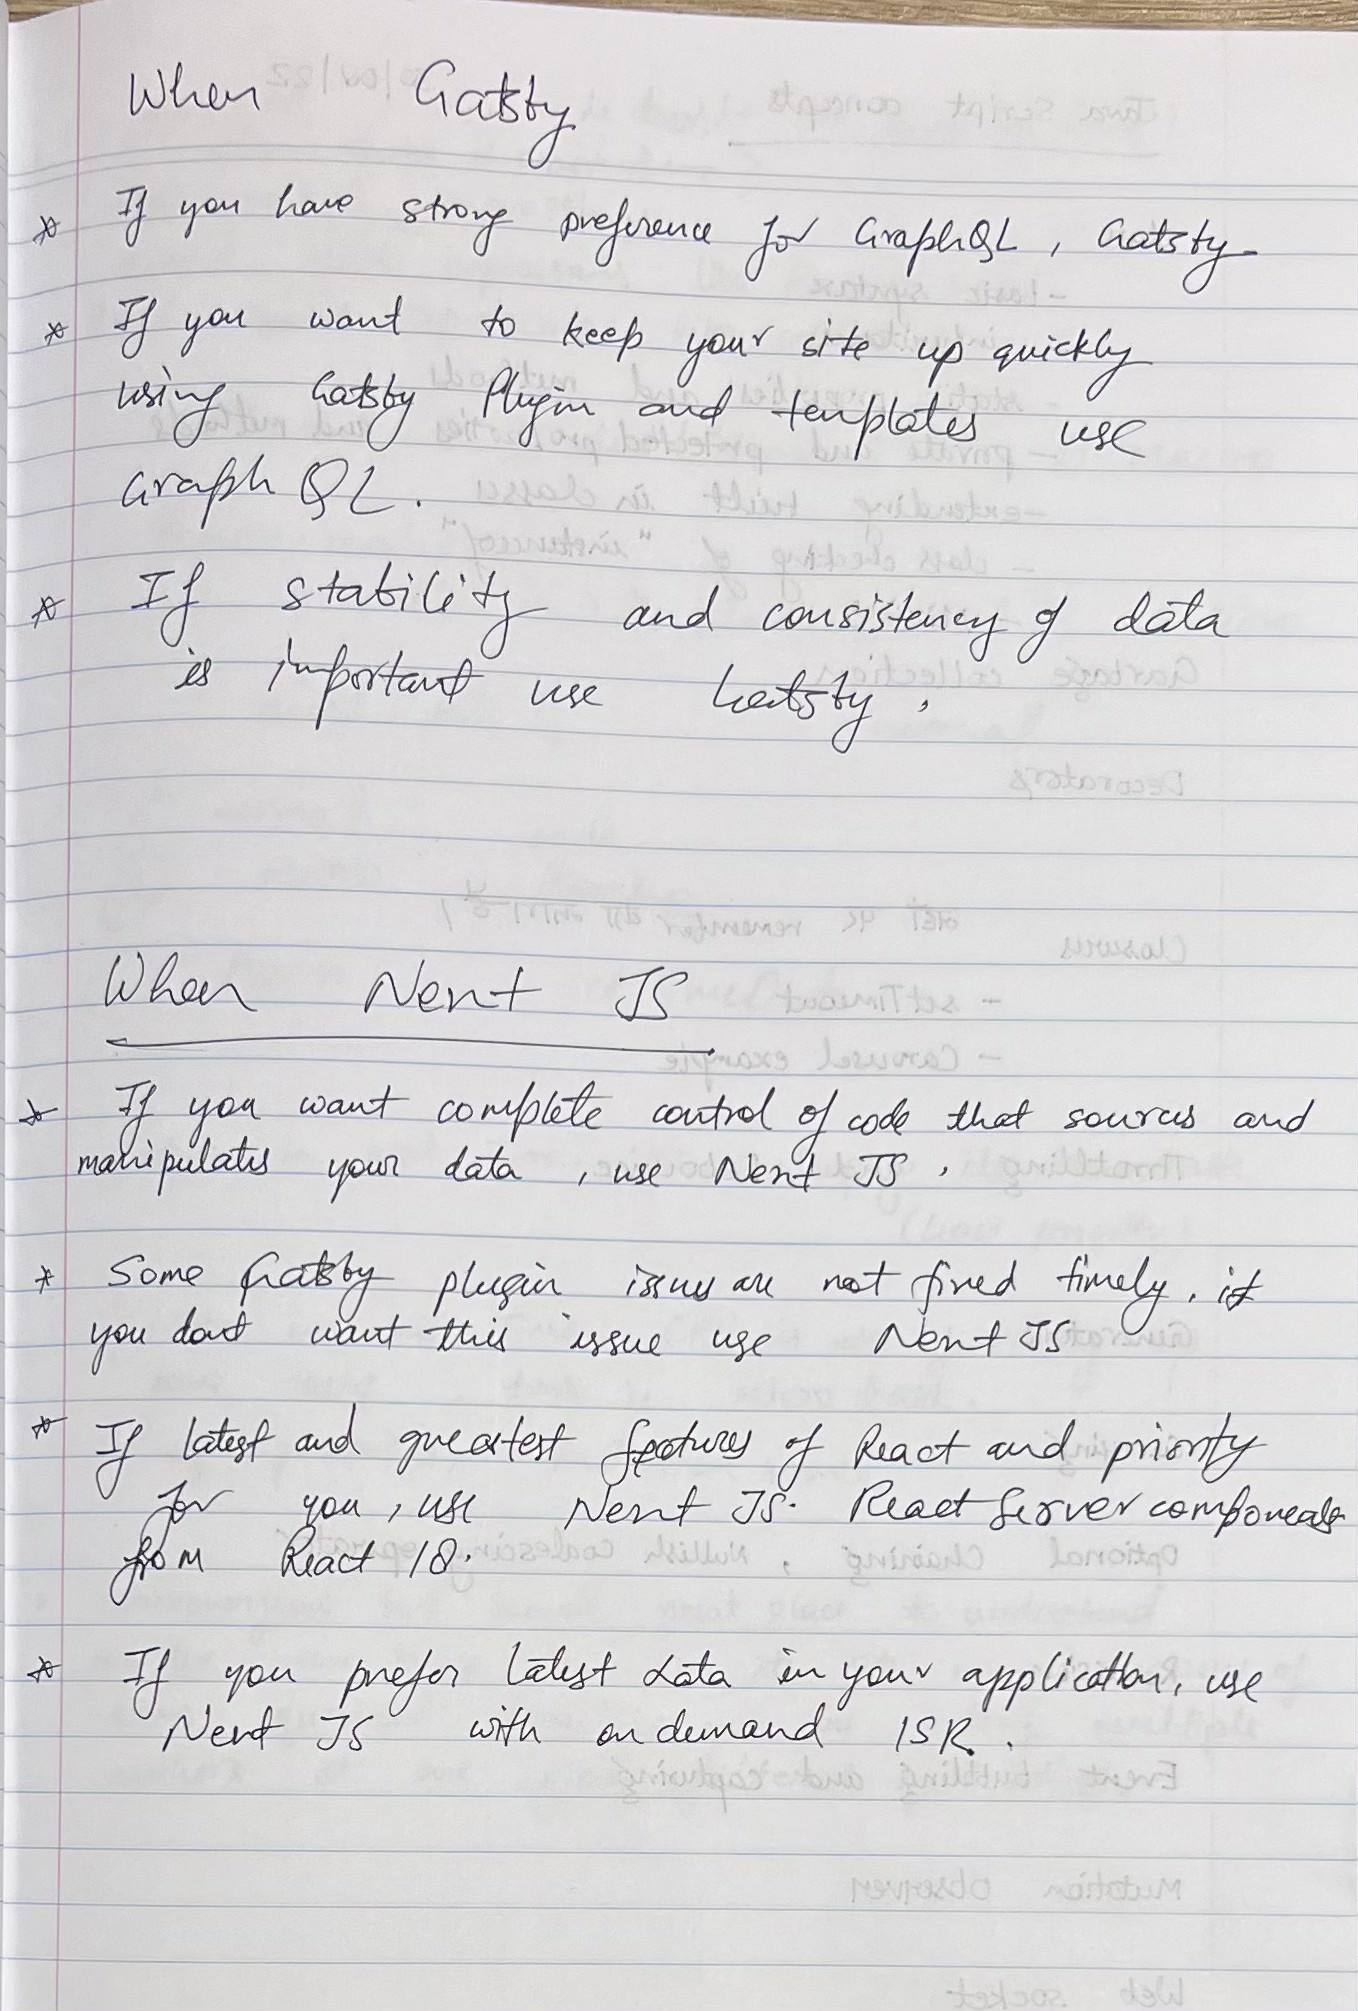 When Gatsby
* If you have strong preference for GraphQL, Gatsby
* If you want to keep your site up quickly
using Gatsby Plugin and templates use
GraphQL.
* If stability and consistency of data
is important use Gatsby.
When Next JS
* If you want complete control of code that sources and
manipulates your data, use Next JS.
* Some Gatsby plugin issues are not fixed timely, if
you dont want this issue use Next JS
* If latest and greatest features of React and priority
for you, use Next JS. React Server components
from React 18.
* If you prefer latest data in your application, use
Next JS with on demand ISR.